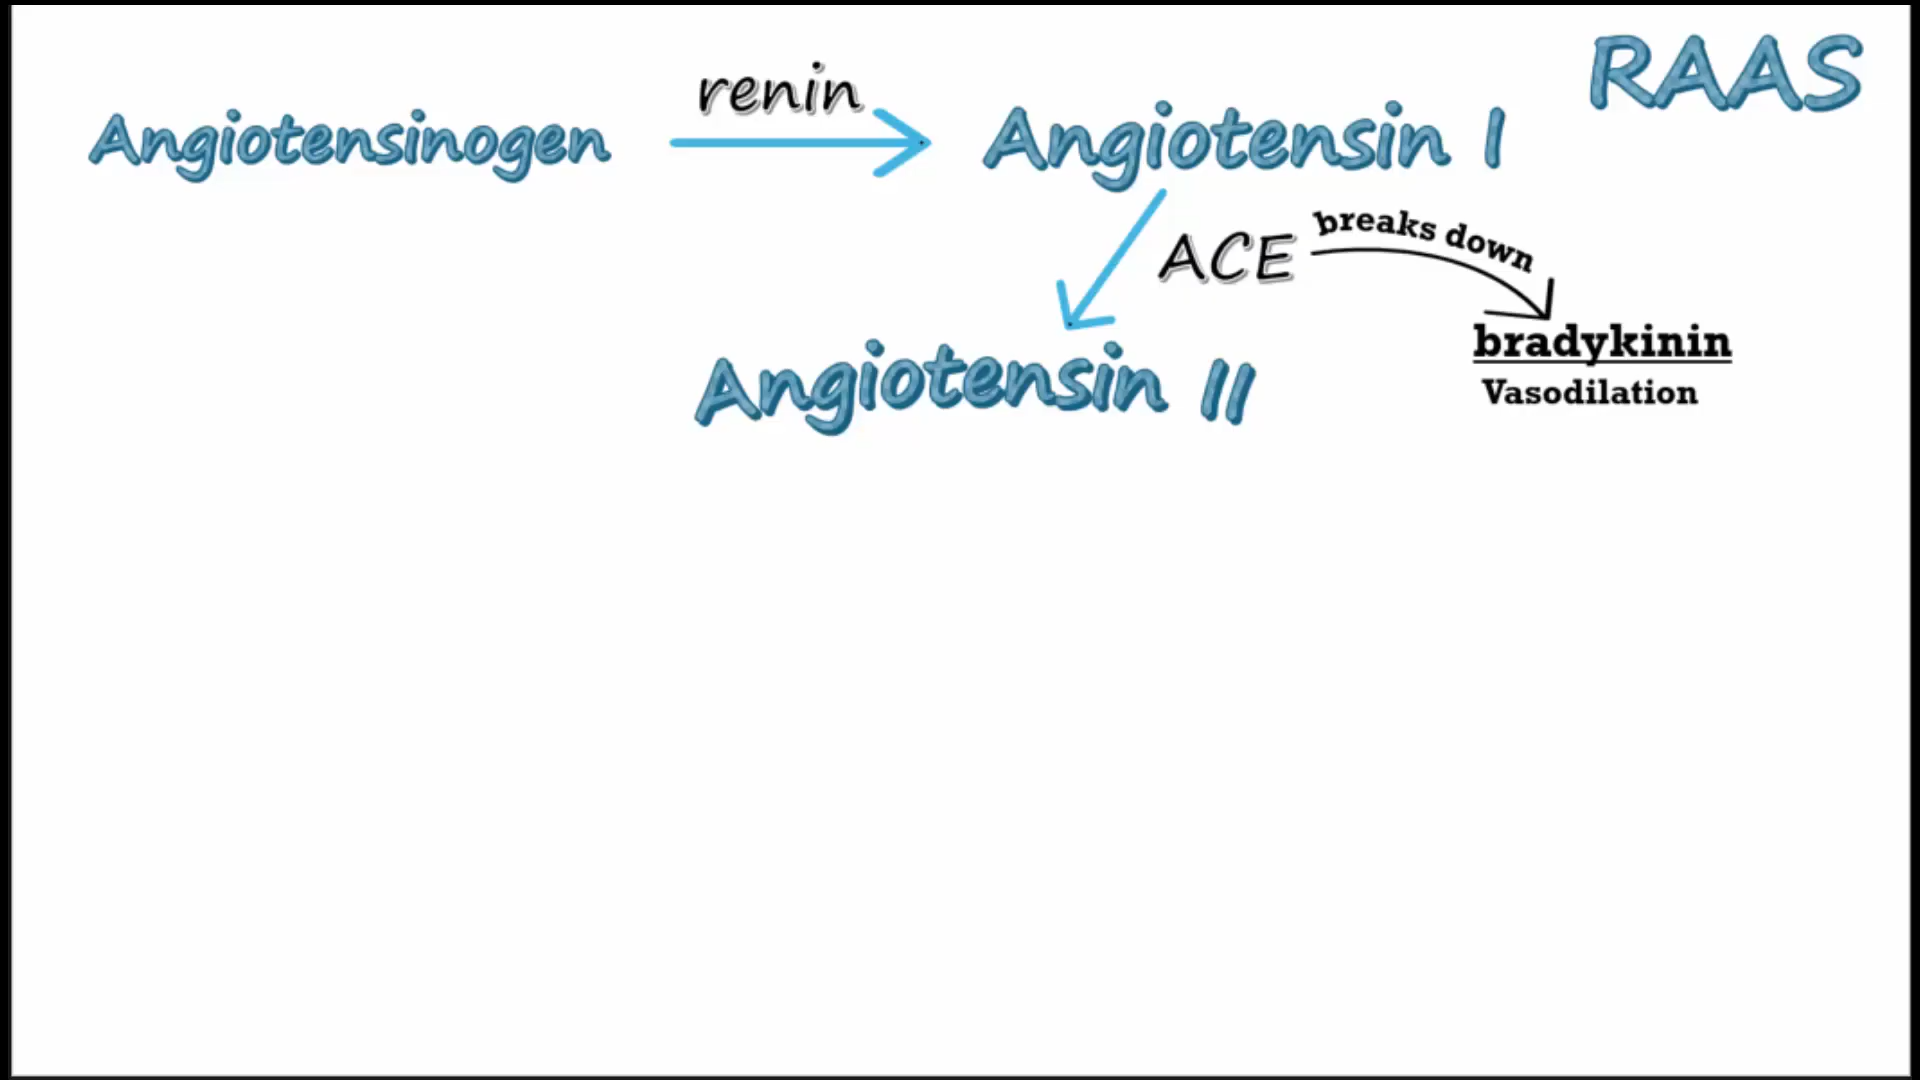 RAAS
renin
Angiotensinogen
Angiotensin I
ACE
breaks down
bradykinin
Vasodilation
Angiotensin II